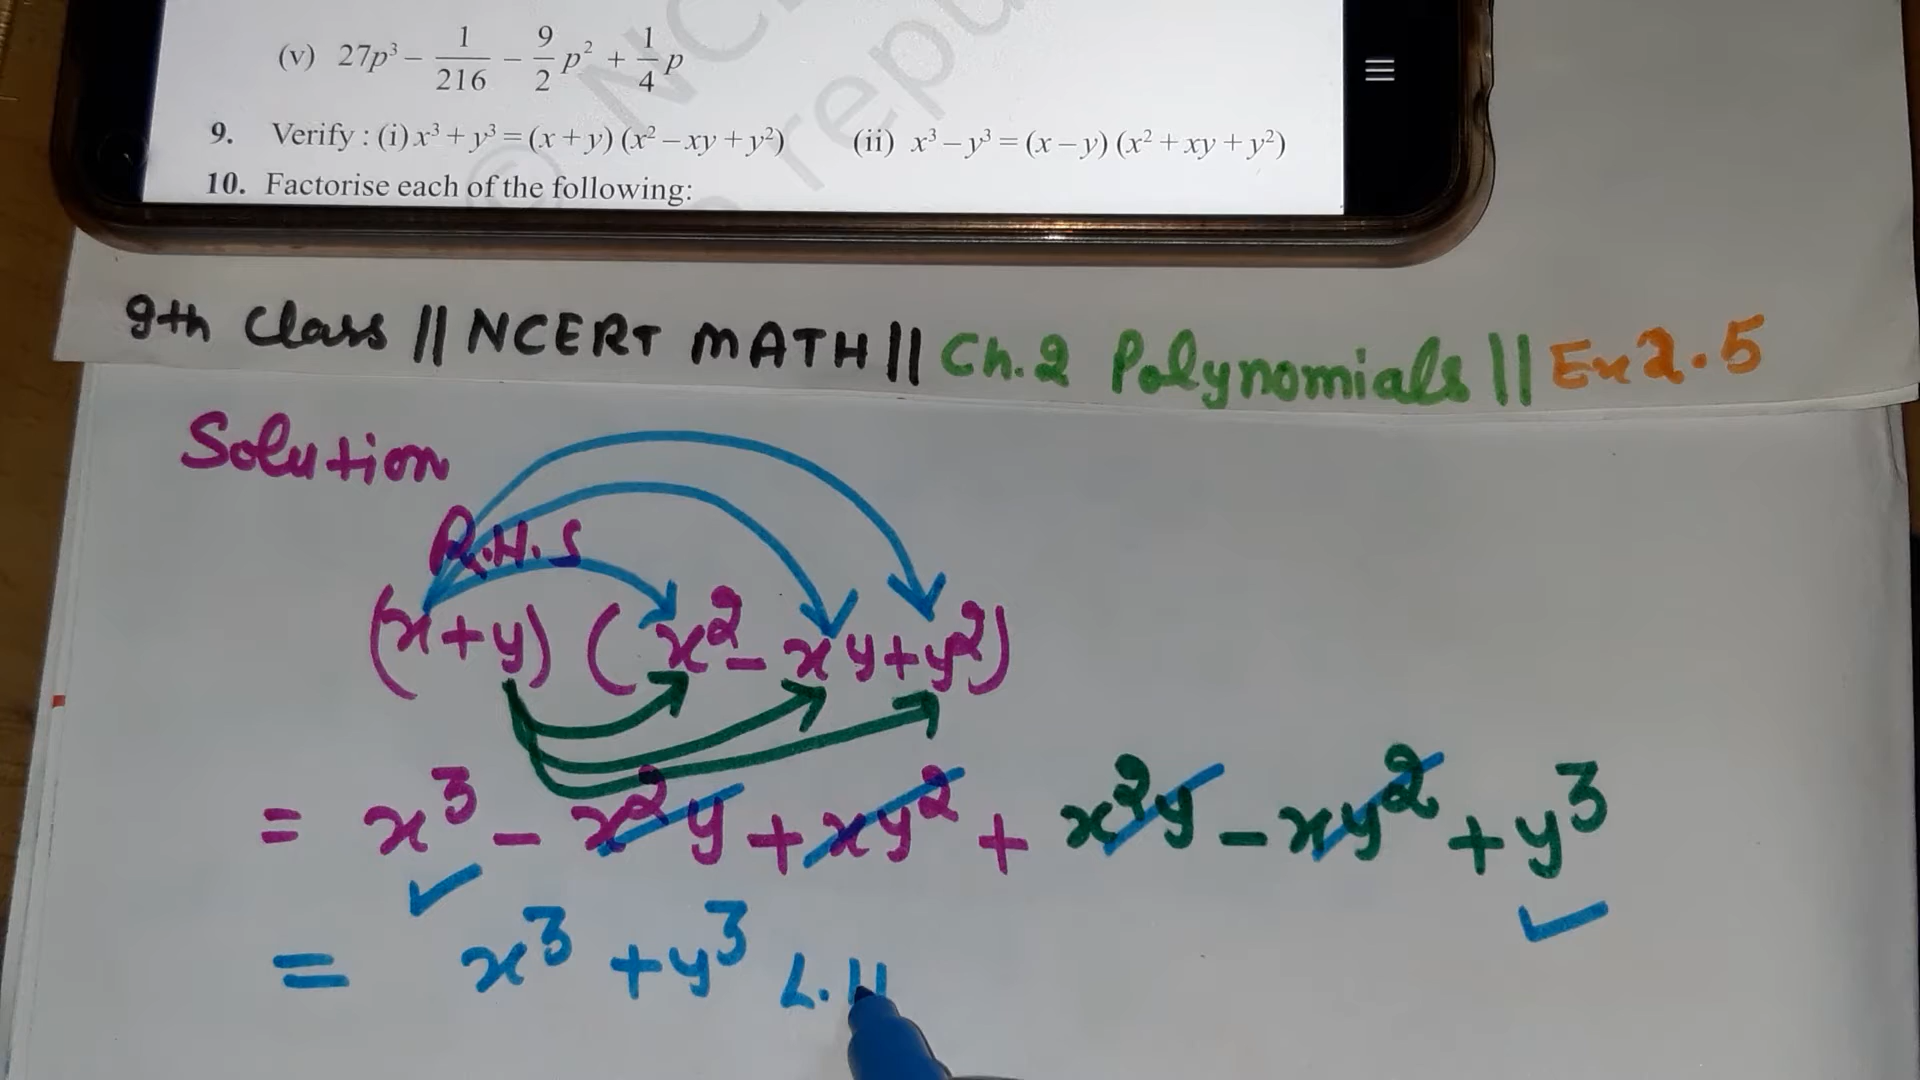 (v) 27p³ – 1/216 – 9/2 p² + 1/4 p
9. Verify : (i) x³ + y³ = (x + y) (x² – xy + y²) (ii) x³ – y³ = (x – y) (x² + xy + y²)
10. Factorise each of the following:
9th Class || NCERT MATH || Ch.2 Polynomials || Ex 2.5
Solution
R.H.S
(x+y) (x² - xy + y²)
= x³ - x²y + xy² + x²y - xy² + y³
= x³ + y³ L.H